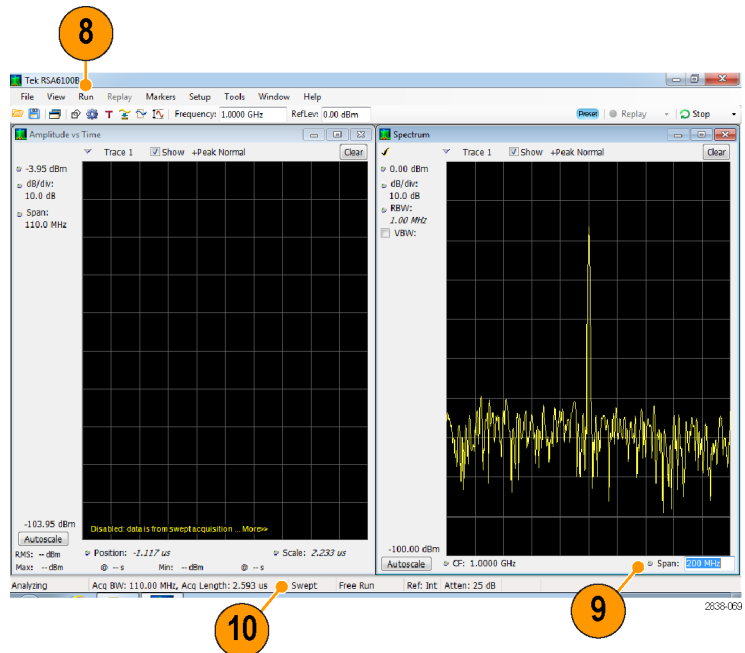 8
Tek RSA6100B
File View Run Replay Markers Setup Tools Window Help
Frequency: 1.0000 GHz RefLev: 0.00 dBm Preset Replay Stop
Amplitude vs Time
Trace 1 Show +Peak Normal Clear
-3.95 dBm
dB/div:
10.0 dB
Span:
110.0 MHz
-103.95 dBm
Disabled: data is from swept acquisition ... More>>
Autoscale
RMS: -- dBm Position: -1.117 us Scale: 2.233 us
Max: -- dBm @ -- s Min: -- dBm @ -- s
Spectrum
Trace 1 Show +Peak Normal Clear
0.00 dBm
dB/div:
10.0 dB
RBW:
1.00 MHz
VBW:
-100.00 dBm
Autoscale CF: 1.0000 GHz Span: 200 MHz
Analyzing Acq BW: 110.00 MHz, Acq Length: 2.593 us Swept Free Run Ref: Int Atten: 25 dB
9
10
2838-069